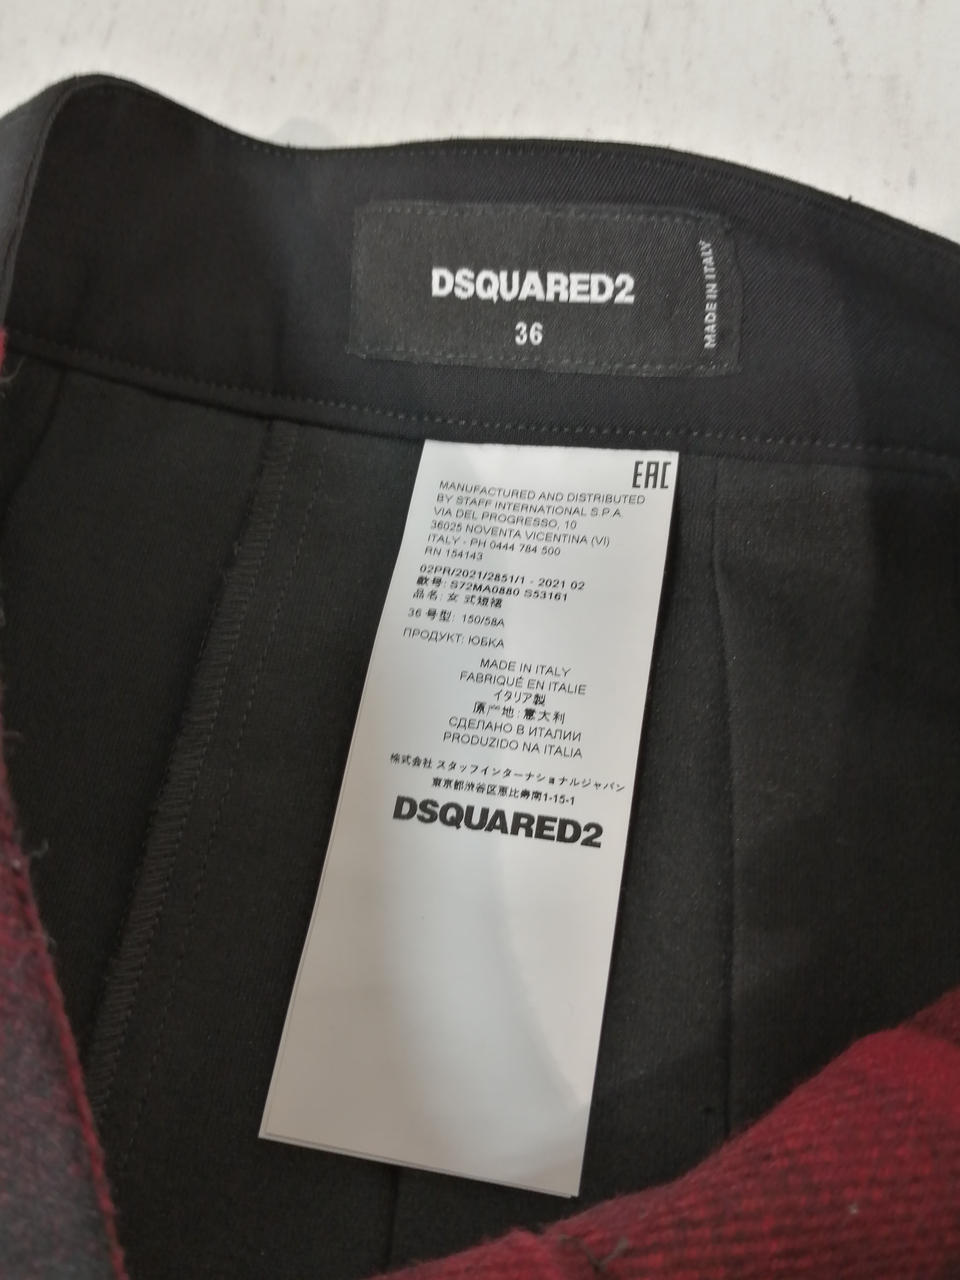 DSQUARED2
36
MADE IN ITALY
EAC
MANUFACTURED AND DISTRIBUTED
BY STAFF INTERNATIONAL S.P.A.
VIA DEL PROGRESSO, 10
36025 NOVENTA VICENTINA (VI)
ITALY - PH 0444 784 500
RN 154143
02PR/2021/2851/1 - 2021 02
款号: S72MA0880 S53161
品名: 女 式短裙
36 号型: 150/58A
ПРОДУКТ: ЮБКА
MADE IN ITALY
FABRIQUÉ EN ITALIE
イタリア製
原产地: 意大利
СДЕЛАНО В ИТАЛИИ
PRODUZIDO NA ITALIA
株式会社 スタッフインターナショナルジャパン
東京都渋谷区恵比寿南1-15-1
DSQUARED2